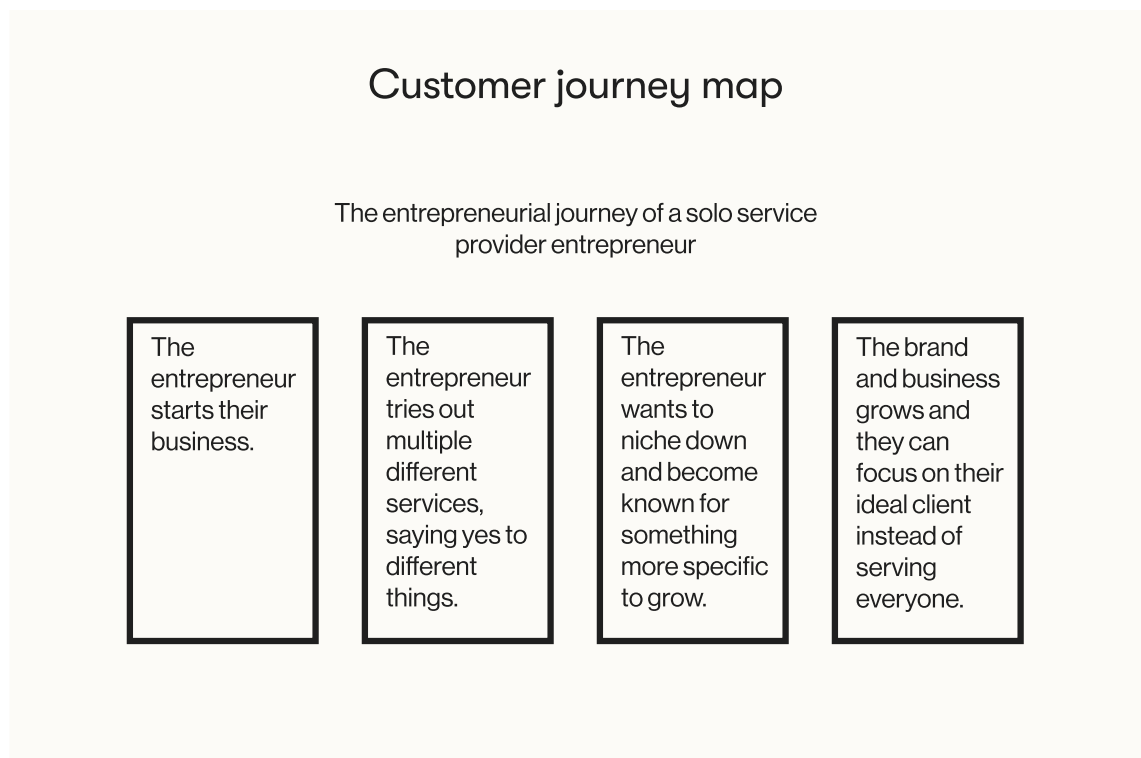 Customer journey map
The entrepreneurial journey of a solo service
provider entrepreneur
The
entrepreneur
starts their
business.
The
entrepreneur
tries out
multiple
different
services,
saying yes to
different
things.
The
entrepreneur
wants to
niche down
and become
known for
something
more specific
to grow.
The brand
and business
grows and
they can
focus on their
ideal client
instead of
serving
everyone.